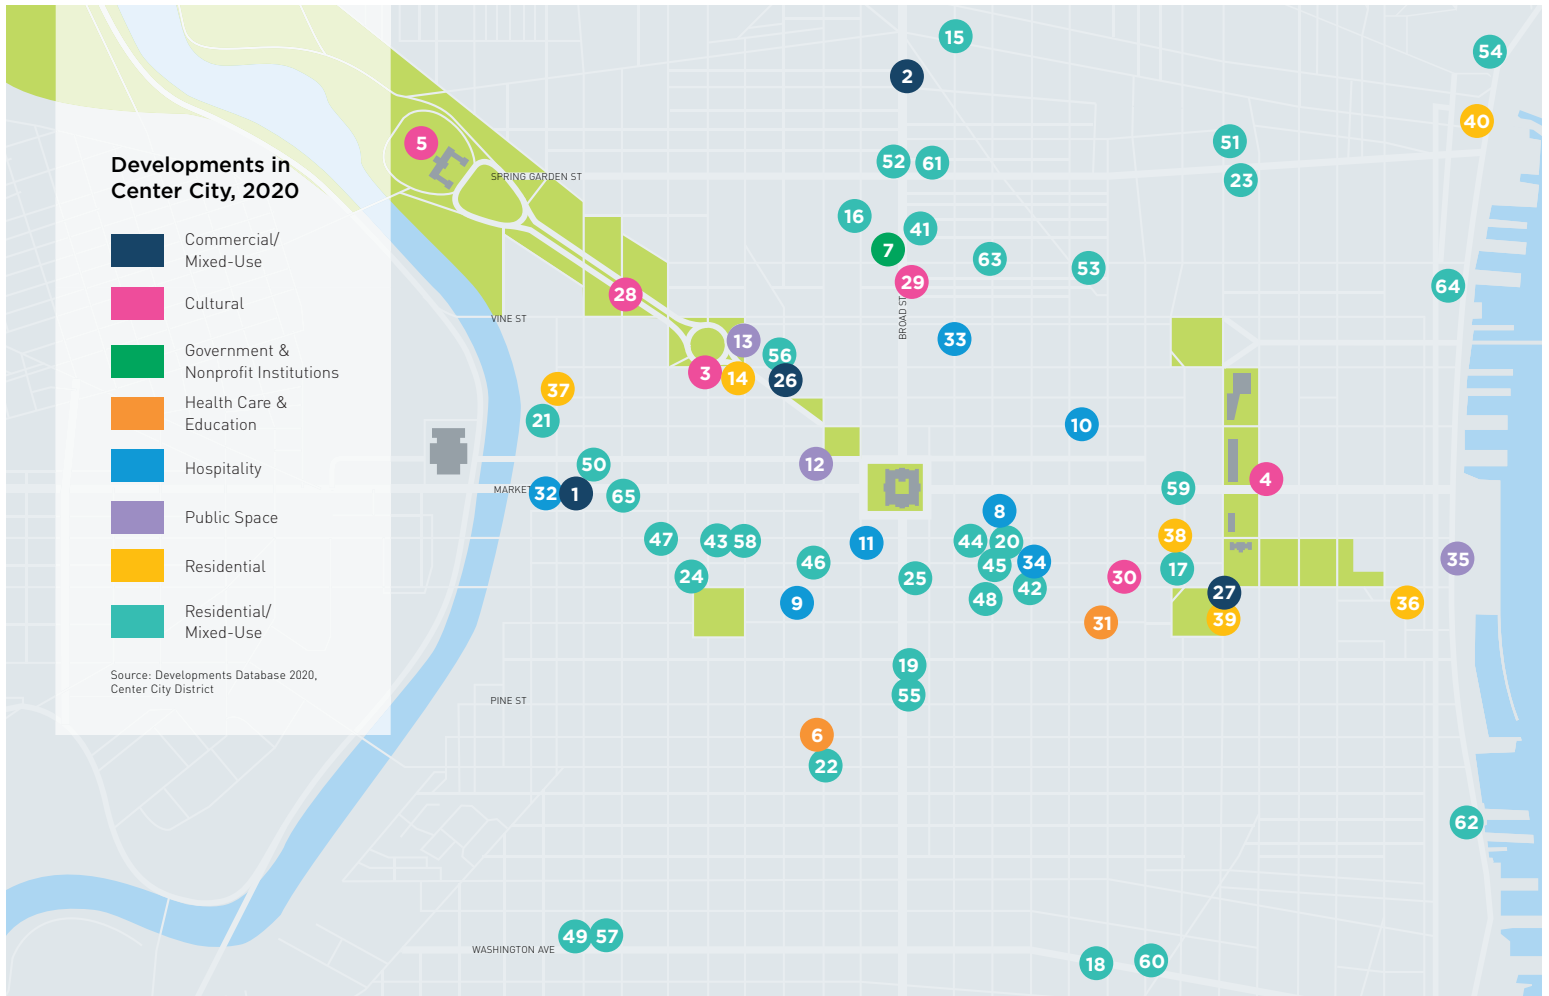 Developments in
Center City, 2020
Commercial/
Mixed-Use
Cultural
Government &
Nonprofit Institutions
Health Care &
Education
Hospitality
Public Space
Residential
Residential/
Mixed-Use
Source: Developments Database 2020,
Center City District
15
54
2
40
5
51
52
61
SPRING GARDEN ST
23
16
41
7
63
53
29
28
64
BROAD ST
VINE ST
13
33
56
3
14
26
37
21
10
50
12
4
MARKET
32
1
65
59
8
47
43
58
11
44
20
38
35
46
45
34
24
25
30
17
9
48
42
27
36
31
39
19
55
PINE ST
6
22
62
49
57
WASHINGTON AVE
18
60